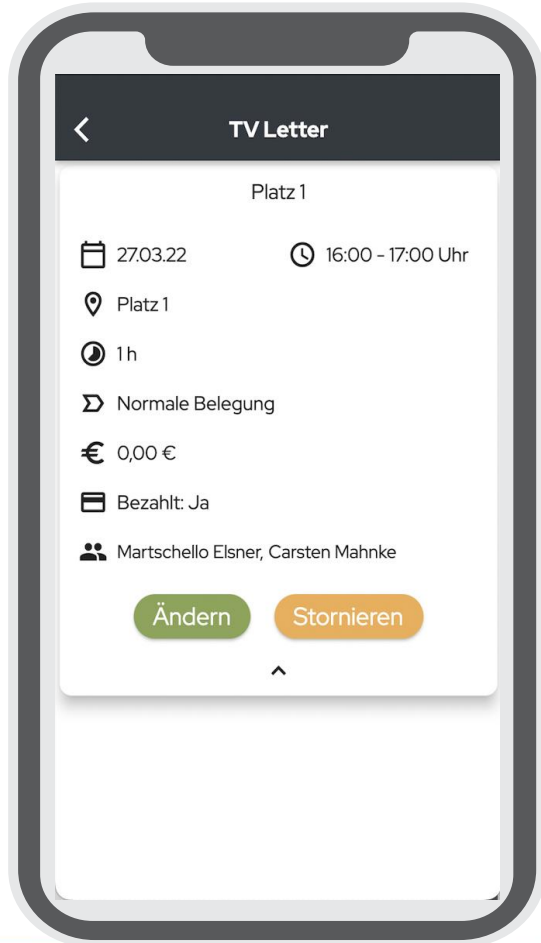 TV Letter
Platz 1
27.03.22 16:00 - 17:00 Uhr
Platz 1
1 h
Normale Belegung
0,00 €
Bezahlt: Ja
Martschello Elsner, Carsten Mahnke
Ändern Stornieren